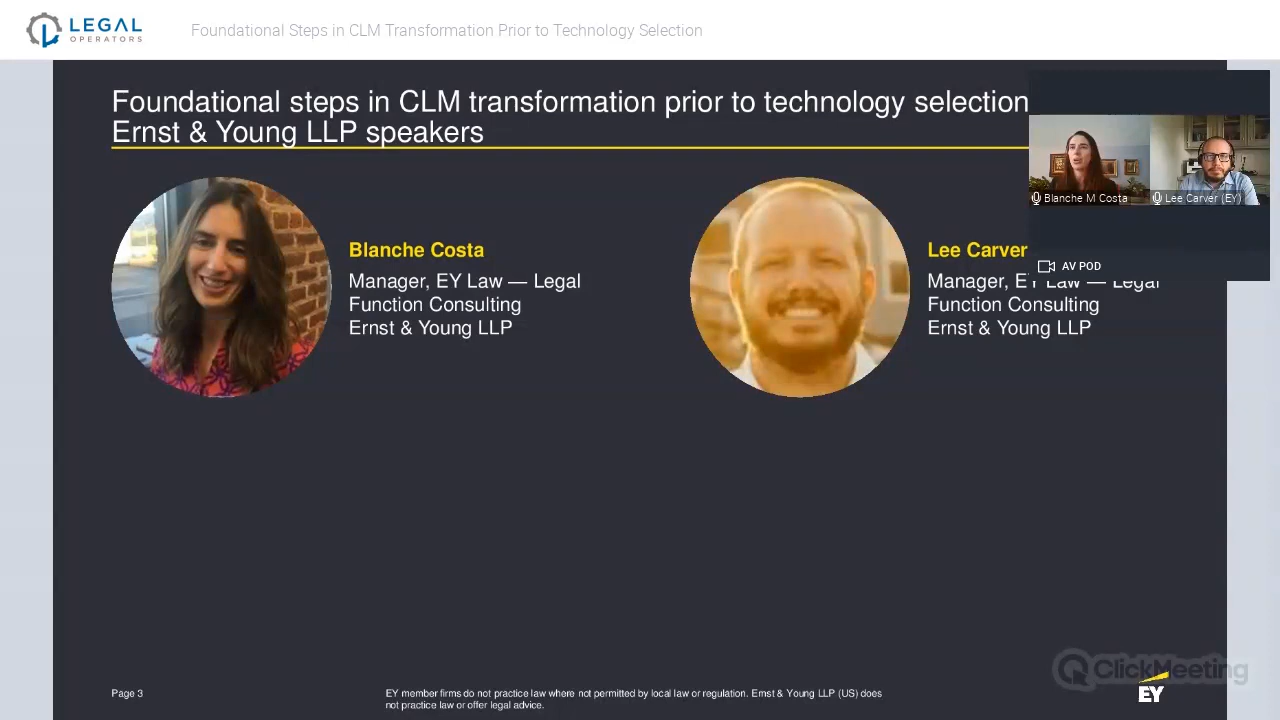 LEGAL
OPERATORS
Foundational Steps in CLM Transformation Prior to Technology Selection
Foundational steps in CLM transformation prior to technology selection
Ernst & Young LLP speakers
Blanche M Costa
Lee Carver (EY)
AV POD
Blanche Costa
Manager, EY Law — Legal
Function Consulting
Ernst & Young LLP
Lee Carver
Manager, EY Law — Legal
Function Consulting
Ernst & Young LLP
ClickMeeting
Page 3
EY member firms do not practice law where not permitted by local law or regulation. Ernst & Young LLP (US) does
not practice law or offer legal advice.
EY